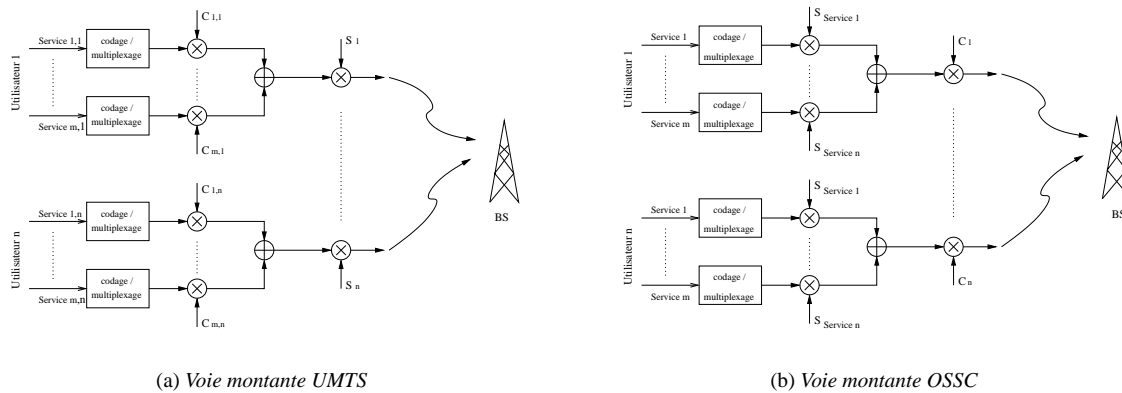 C 1,1
Service 1,1
codage /
multiplexage
S 1
Utilisateur 1
codage /
multiplexage
Service m,1
C m,1
C 1,n
Service 1,n
codage /
multiplexage
BS
Utilisateur n
codage /
multiplexage
Service m,n
S n
C m,n
(a) Voie montante UMTS
S Service 1
Service 1
codage /
multiplexage
C 1
Utilisateur 1
codage /
multiplexage
Service m
S Service n
S Service 1
Service 1
codage /
multiplexage
BS
Utilisateur n
codage /
multiplexage
Service m
C n
S Service n
(b) Voie montante OSSC